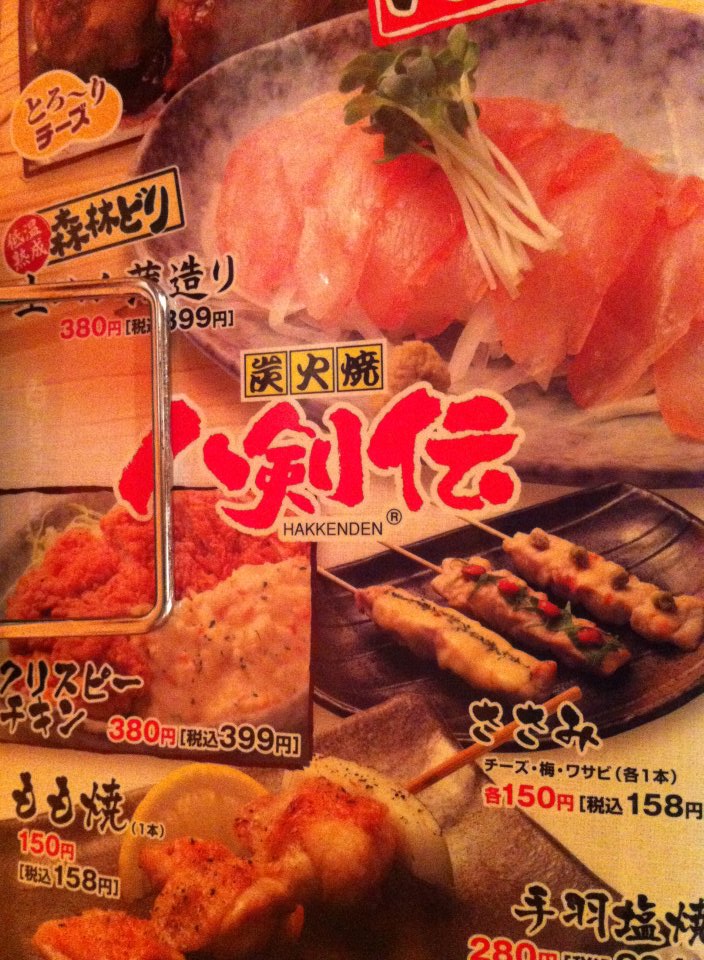 とろ〜り
チーズ
低温
熟成
森林どり
造り
380円[税込399円]
炭火焼
八剣伝
HAKKENDEN®
クリスピー
チキン
380円[税込399円]
ささみ
チーズ・梅・ワサビ(各1本)
各150円[税込158円
もも焼(1本)
150円
[税込158円]
手羽塩焼
280円